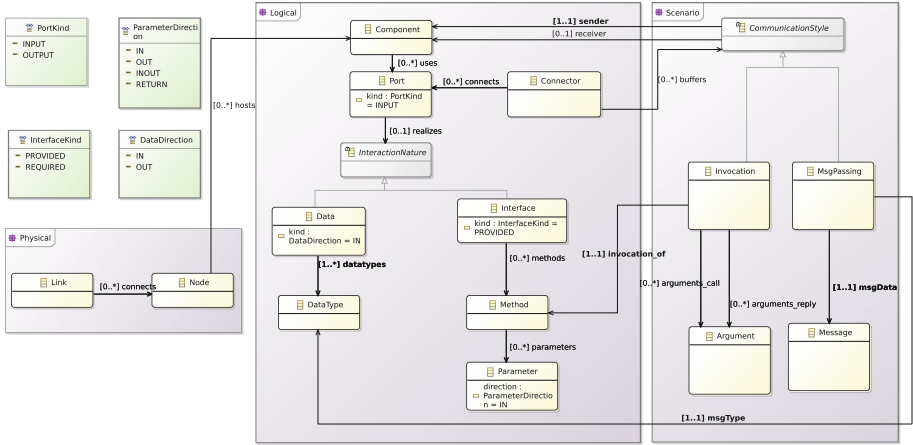 PortKind
INPUT
OUTPUT
ParameterDirecti
on
IN
OUT
INOUT
RETURN
InterfaceKind
PROVIDED
REQUIRED
DataDirection
IN
OUT
Physical
Link
[0..*] connects
Node
[0..*] hosts
Logical
Component
[0..*] uses
Port
kind : PortKind
= INPUT
[0..*] connects
Connector
[0..1] realizes
InteractionNature
Data
kind :
DataDirection = IN
Interface
kind : InterfaceKind =
PROVIDED
[1..*] datatypes
[0..*] methods
DataType
Method
[0..*] parameters
Parameter
direction :
ParameterDirectio
n = IN
Scenario
[1..1] sender
[0..1] receiver
CommunicationStyle
[0..*] buffers
Invocation
MsgPassing
[1..1] invocation_of
[0..*] arguments_call
[0..*] arguments_reply
[1..1] msgData
Argument
Message
[1..1] msgType